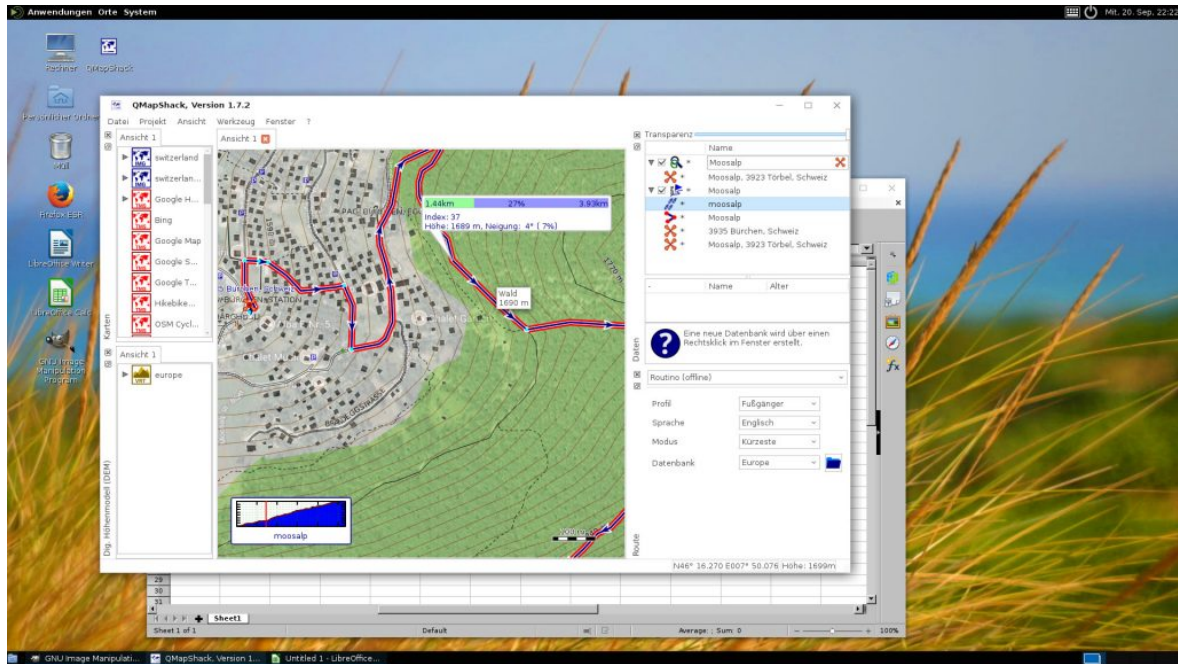 Anwendungen Orte System
Mit. 20. Sep. 22:22
Rechner
QMapShack
Persönlicher Ordner
Müll
Firefox ESR
LibreOffice Writer
LibreOffice Calc
GNU Image
Manipulation
Program
QMapShack, Version 1.7.2
Datei Projekt Ansicht Werkzeug Fenster ?
Ansicht 1
switzerland
switzerlan...
Google H...
Bing
Google Map
Google S...
Google T...
Hikebike...
OSM Cycl...
Karten
Ansicht 1
europe
Dig. Höhenmodell (DEM)
Ansicht 1
1.44km 27% 3.93km
Index: 37
Höhe: 1689 m, Neigung: 4° ( 7%)
Wald
1690 m
1770 m
moosalp
Transparenz
Name
Moosalp
Moosalp, 3923 Törbel, Schweiz
Moosalp
moosalp
Moosalp
3935 Bürchen, Schweiz
Moosalp, 3923 Törbel, Schweiz
- Name Alter
Eine neue Datenbank wird über einen
Rechtsklick im Fenster erstellt.
Daten
Routino (offline)
Profil Fußgänger
Sprache Englisch
Modus Kürzeste
Datenbank Europe
Route
N46° 16.270 E007° 50.076 Höhe: 1699m
29
30
31
Sheet1
Sheet 1 of 1 Default Average: ; Sum: 0 100%
GNU Image Manipulati...
QMapShack, Version 1...
Untitled 1 - LibreOffice...